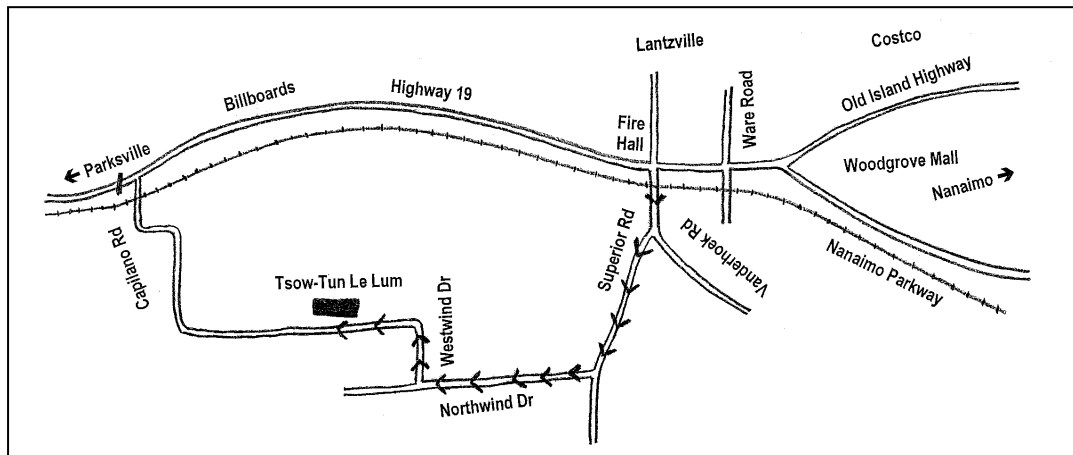 Lantzville
Costco
Billboards
Highway 19
Old Island Highway
Ware Road
Fire
Hall
Parksville
Woodgrove Mall
Nanaimo
Capilano Rd
Superior Rd
Vanderhoek Rd
Nanaimo Parkway
Tsow-Tun Le Lum
Westwind Dr
Northwind Dr